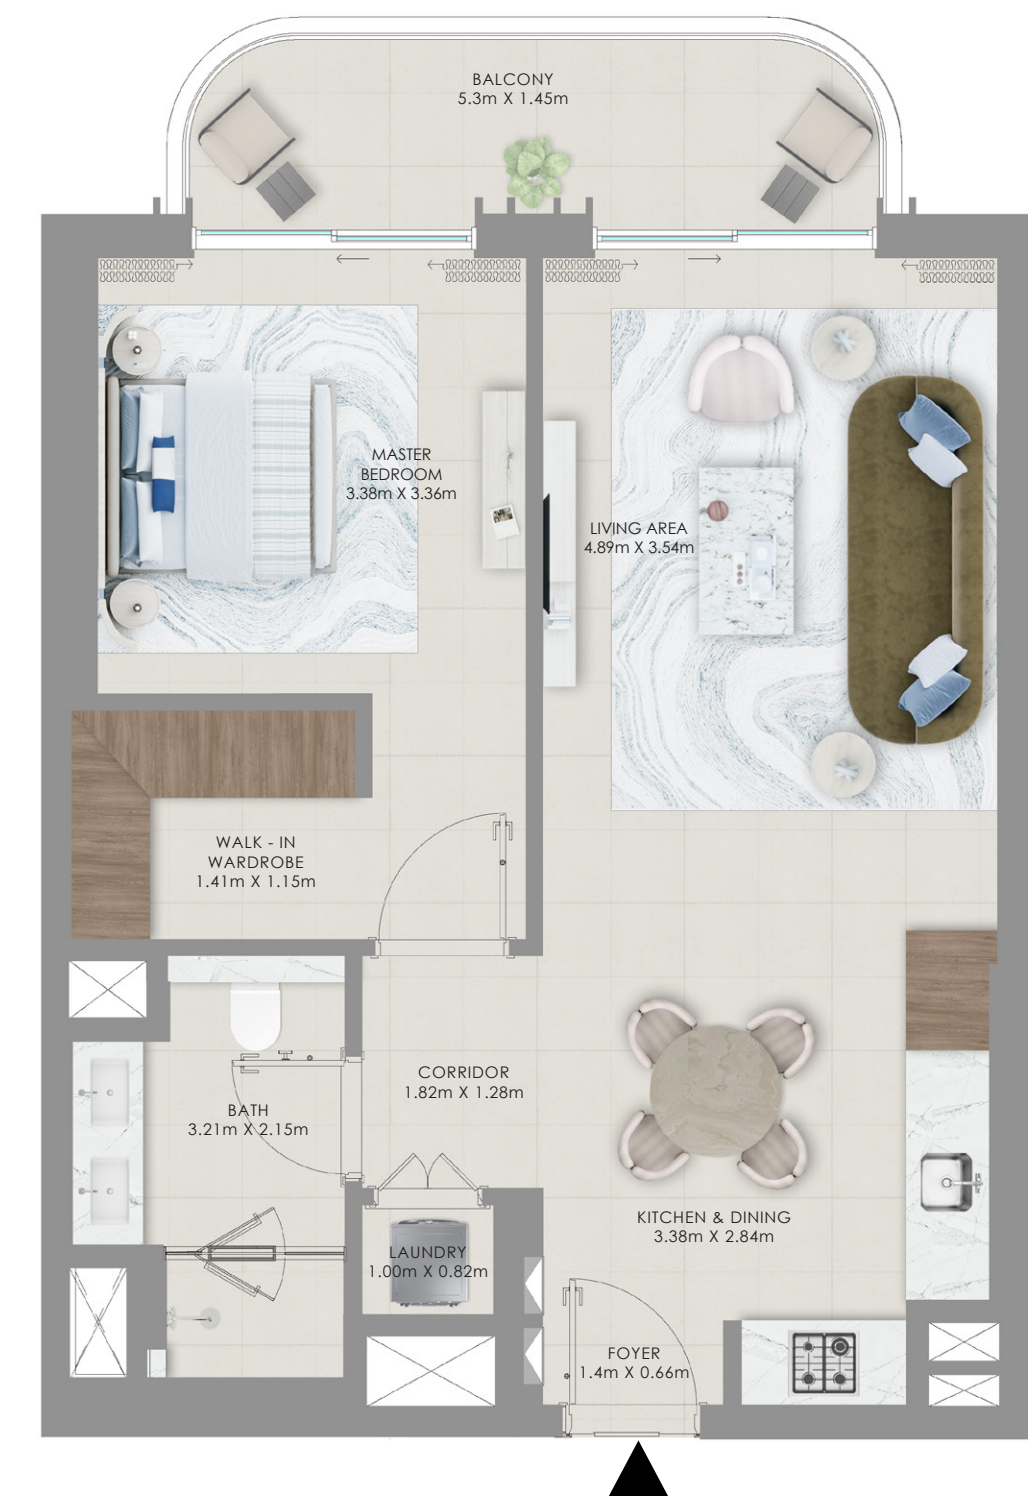 BALCONY
5.3m X 1.45m
MASTER
BEDROOM
3.38m X 3.36m
LIVING AREA
4.89m X 3.54m
WALK - IN
WARDROBE
1.41m X 1.15m
CORRIDOR
1.82m X 1.28m
BATH
3.21m X 2.15m
KITCHEN & DINING
3.38m X 2.84m
LAUNDRY
1.00m X 0.82m
FOYER
1.4m X 0.66m